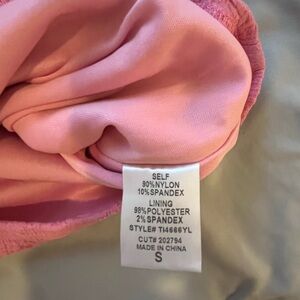 SELF
90%NYLON
10%SPANDEX
LINING
98%POLYESTER
2%SPANDEX
STYLE# TI4666YL
CUT# 202794
MADE IN CHINA
S